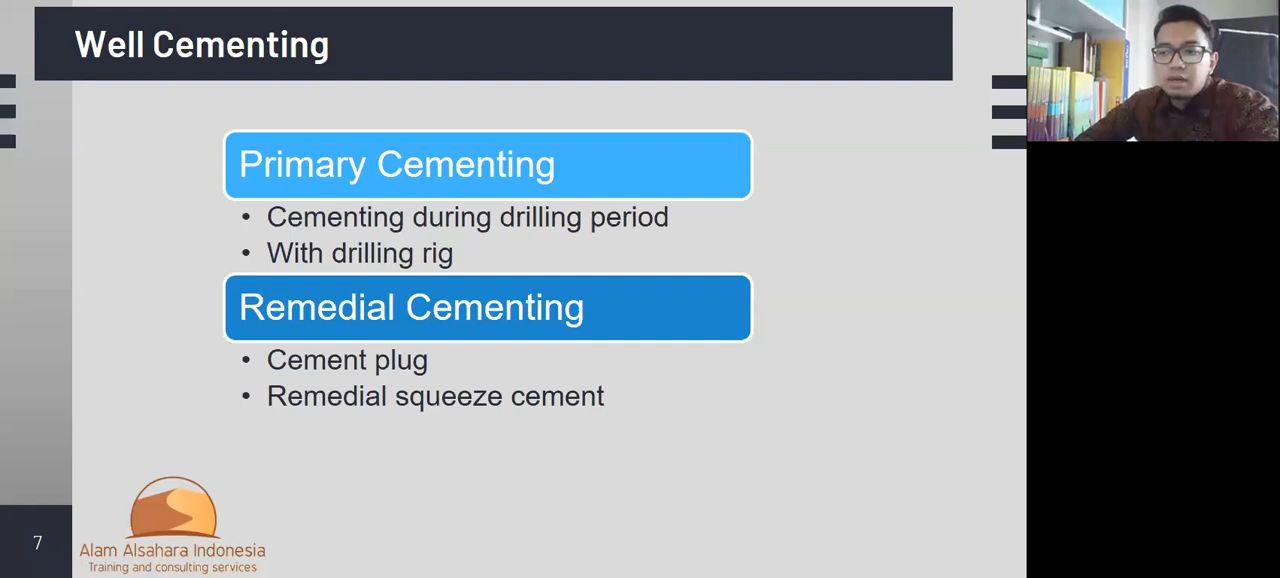 Well Cementing
Primary Cementing
• Cementing during drilling period
• With drilling rig
Remedial Cementing
• Cement plug
• Remedial squeeze cement
7
Alam Alsahara Indonesia
Training and consulting services